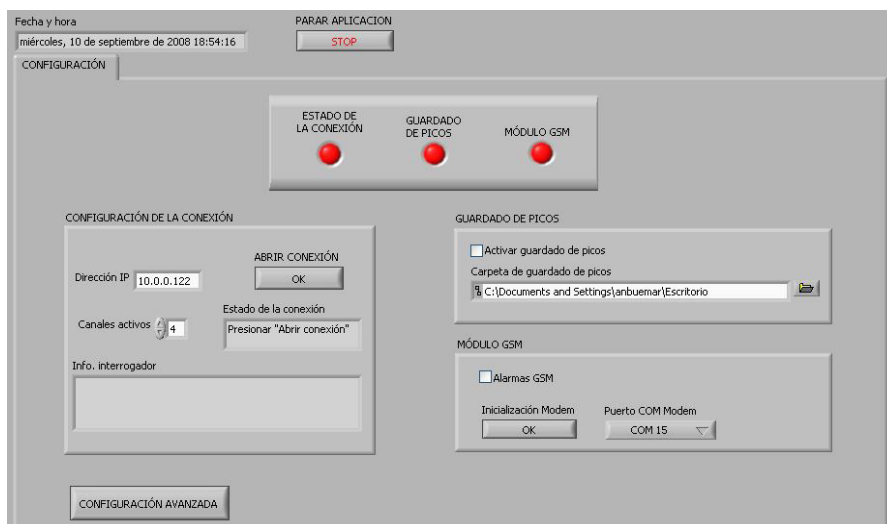 Fecha y hora
miércoles, 10 de septiembre de 2008 18:54:16
PARAR APLICACION
STOP
CONFIGURACIÓN
ESTADO DE
LA CONEXIÓN
GUARDADO
DE PICOS
MÓDULO GSM
CONFIGURACIÓN DE LA CONEXIÓN
Dirección IP 10.0.0.122
ABRIR CONEXIÓN
OK
Canales activos 4
Estado de la conexión
Presionar "Abrir conexión"
Info. interrogador
GUARDADO DE PICOS
Activar guardado de picos
Carpeta de guardado de picos
C:\Documents and Settings\anbuemar\Escritorio
MÓDULO GSM
Alarmas GSM
Inicialización Modem
OK
Puerto COM Modem
COM 15
CONFIGURACIÓN AVANZADA